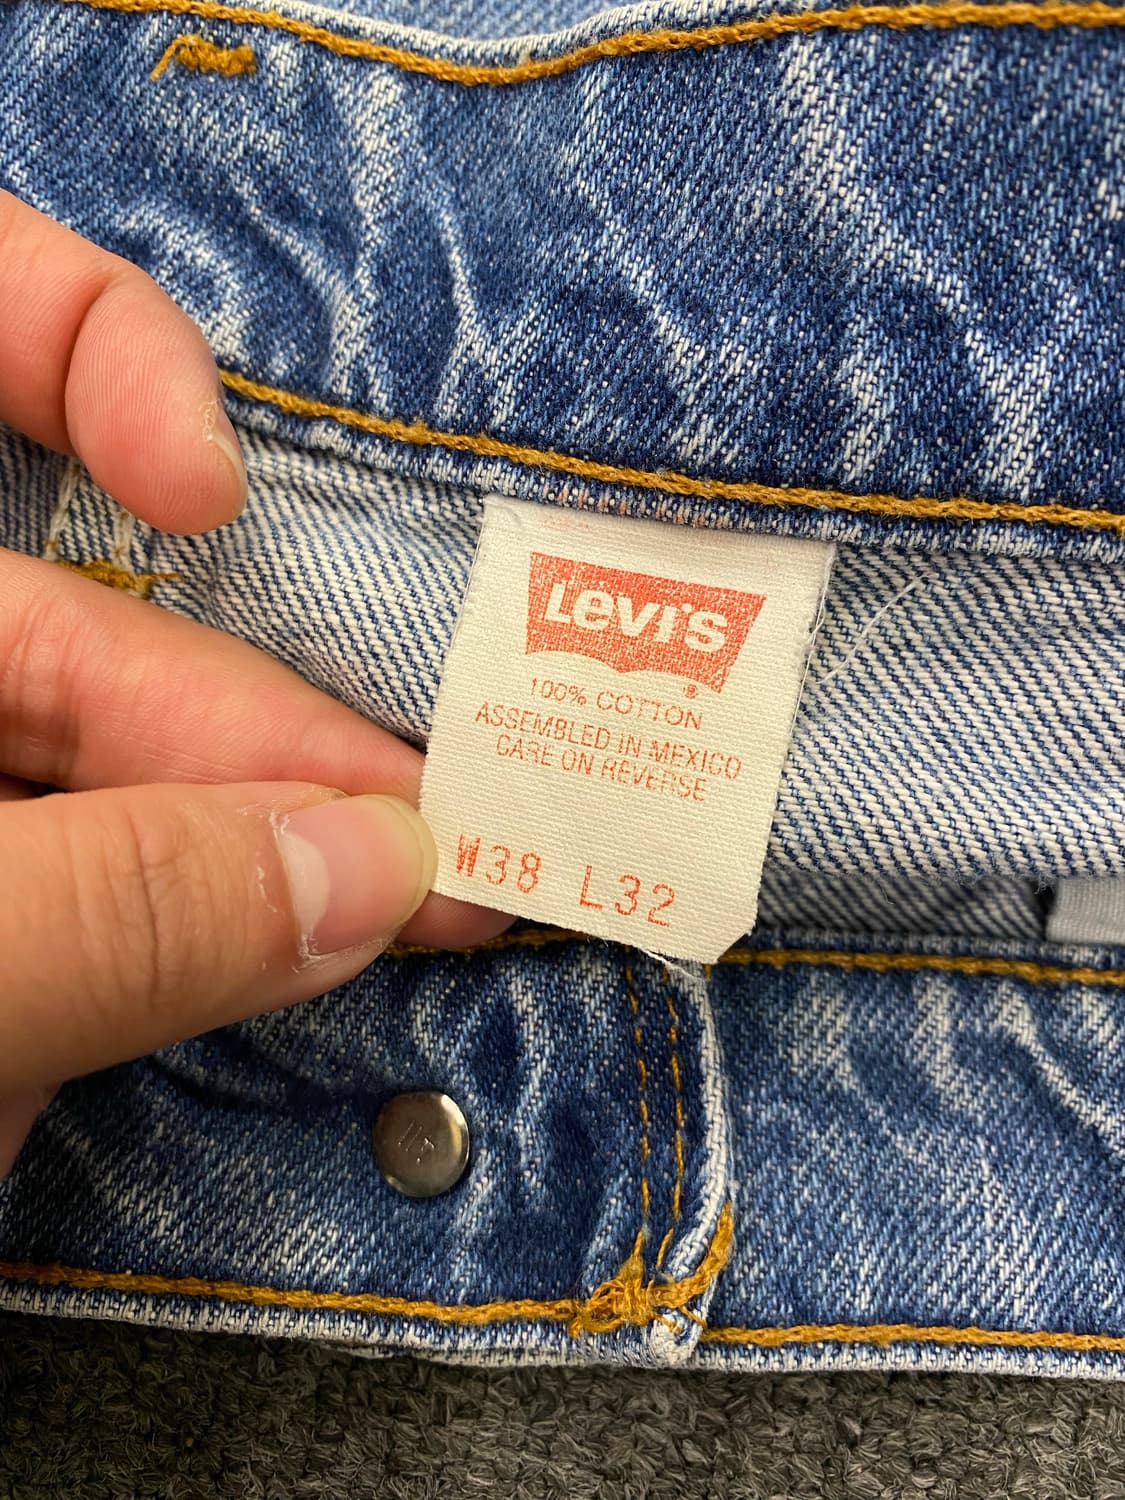 Levi's
®
100% COTTON
ASSEMBLED IN MEXICO
CARE ON REVERSE
W38 L32